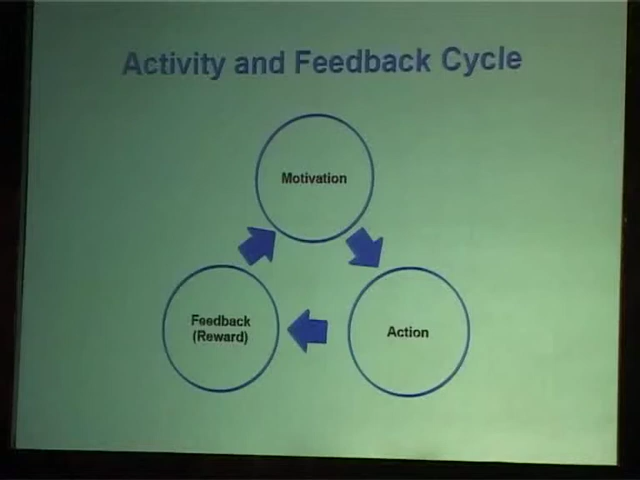 Activity and Feedback Cycle
Motivation
Feedback
(Reward)
Action